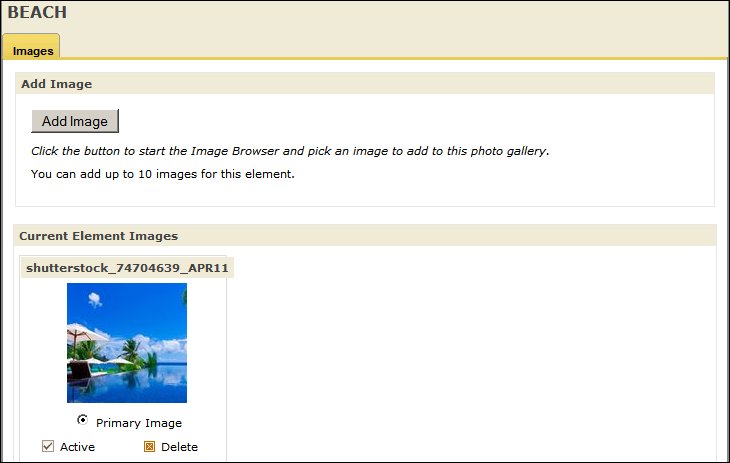 BEACH
Images
Add Image
Add Image
Click the button to start the Image Browser and pick an image to add to this photo gallery.
You can add up to 10 images for this element.
Current Element Images
shutterstock_74704639_APR11
Primary Image
Active Delete